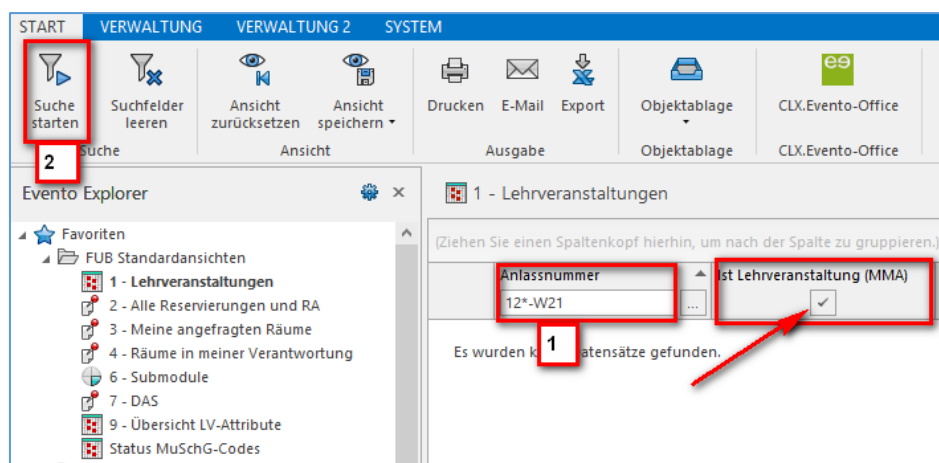 START VERWALTUNG VERWALTUNG 2 SYSTEM
Suche starten
Suchfelder leeren
Ansicht zurücksetzen
Ansicht speichern
Drucken
E-Mail
Export
Objektablage
ee
CLX.Evento-Office
2
Ansicht
Ausgabe
Objektablage
CLX.Evento-Office
Evento Explorer
Favoriten
FUB Standardansichten
1 - Lehrveranstaltungen
2 - Alle Reservierungen und RA
3 - Meine angefragten Räume
4 - Räume in meiner Verantwortung
6 - Submodule
7 - DAS
9 - Übersicht LV-Attribute
Status MuSchG-Codes
1 - Lehrveranstaltungen
(Ziehen Sie einen Spaltenkopf hierhin, um nach der Spalte zu gruppieren.)
Anlassnummer
Ist Lehrveranstaltung (MMA)
12*-W21
...
1
Es wurden gefunden.